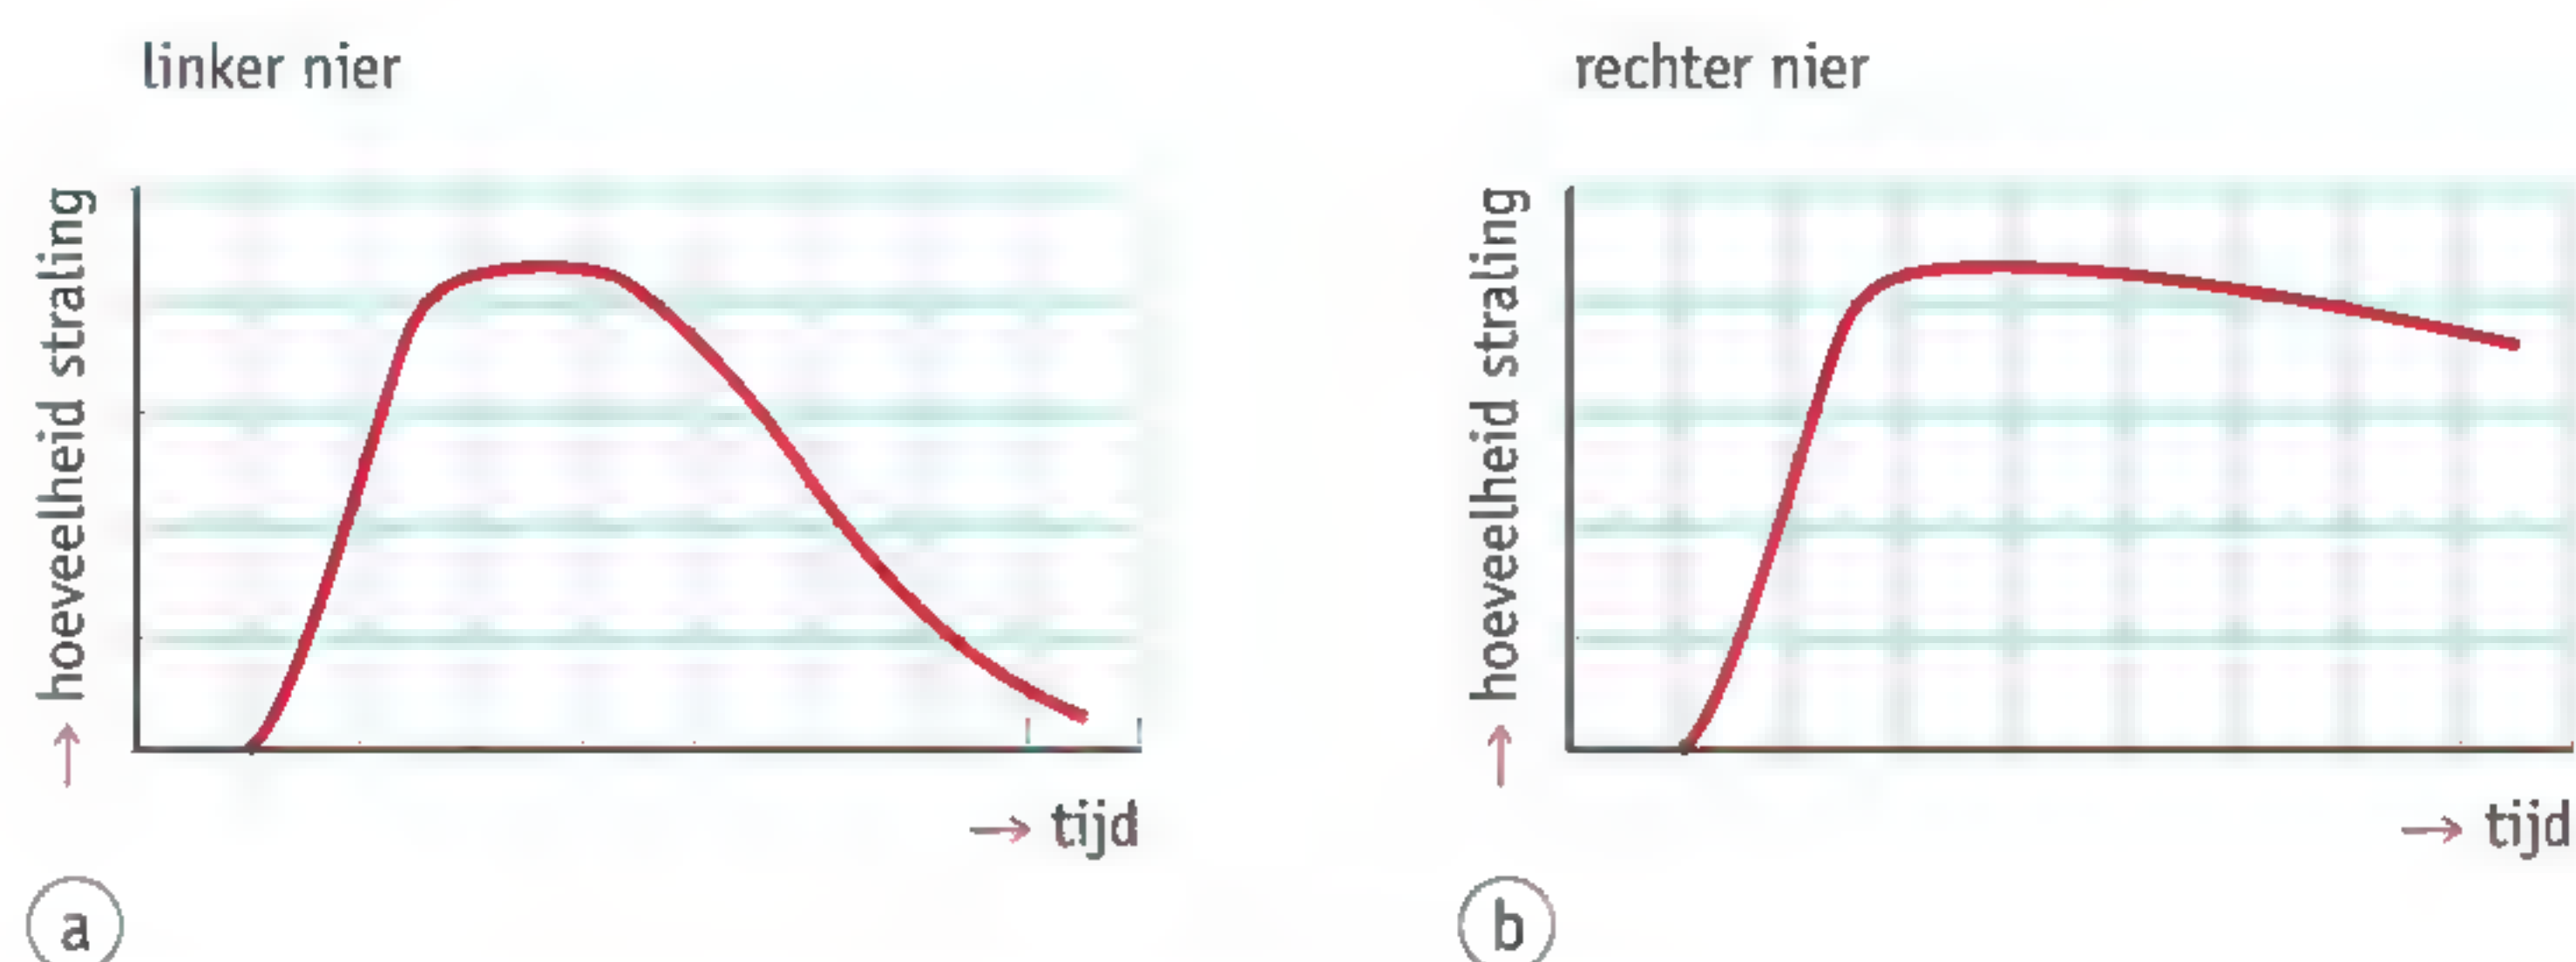 linker nier
↑ hoeveelheid straling
→ tijd
a
rechter nier
↑ hoeveelheid straling
→ tijd
b